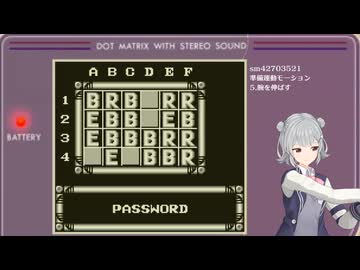 DOT MATRIX WITH STEREO SOUND
sm42703521
準備運動モーション
5.腕を伸ばす
A B C D E F
1 B R B R R
2 E B B E B
3 E B B B R R
4 E B B R
BATTERY
PASSWORD